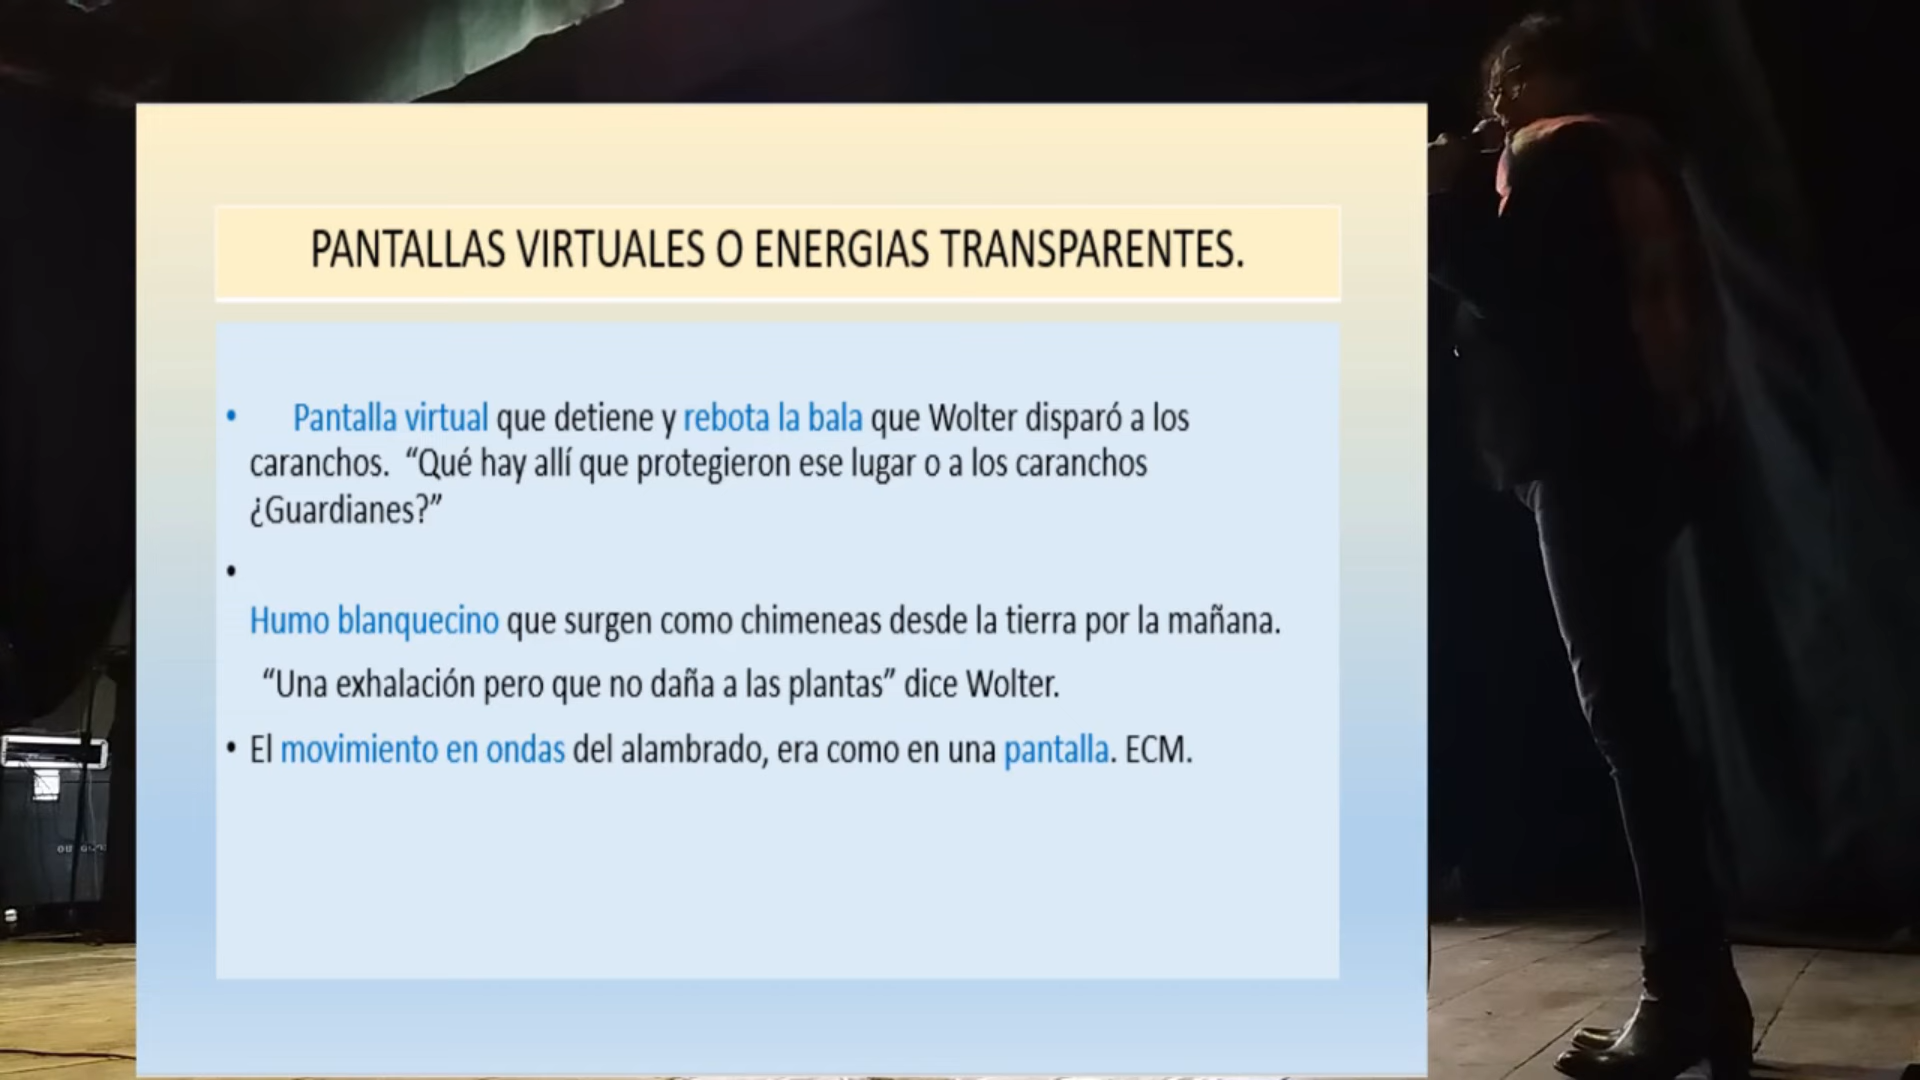 PANTALLAS VIRTUALES O ENERGIAS TRANSPARENTES.
• Pantalla virtual que detiene y rebota la bala que Wolter disparó a los
caranchos. “Qué hay allí que protegieron ese lugar o a los caranchos
¿Guardianes?”
•
Humo blanquecino que surgen como chimeneas desde la tierra por la mañana.
“Una exhalación pero que no daña a las plantas” dice Wolter.
• El movimiento en ondas del alambrado, era como en una pantalla. ECM.